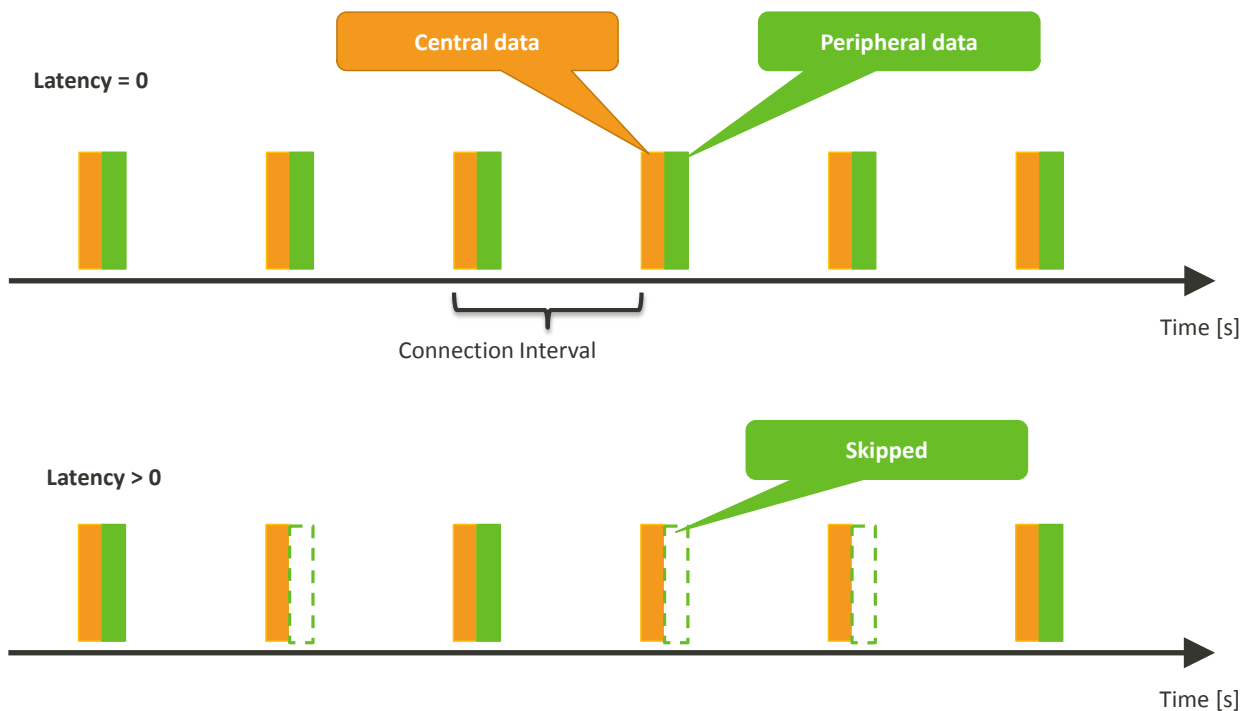 Central data
Peripheral data
Latency = 0
Time [s]
Connection Interval
Skipped
Latency > 0
Time [s]